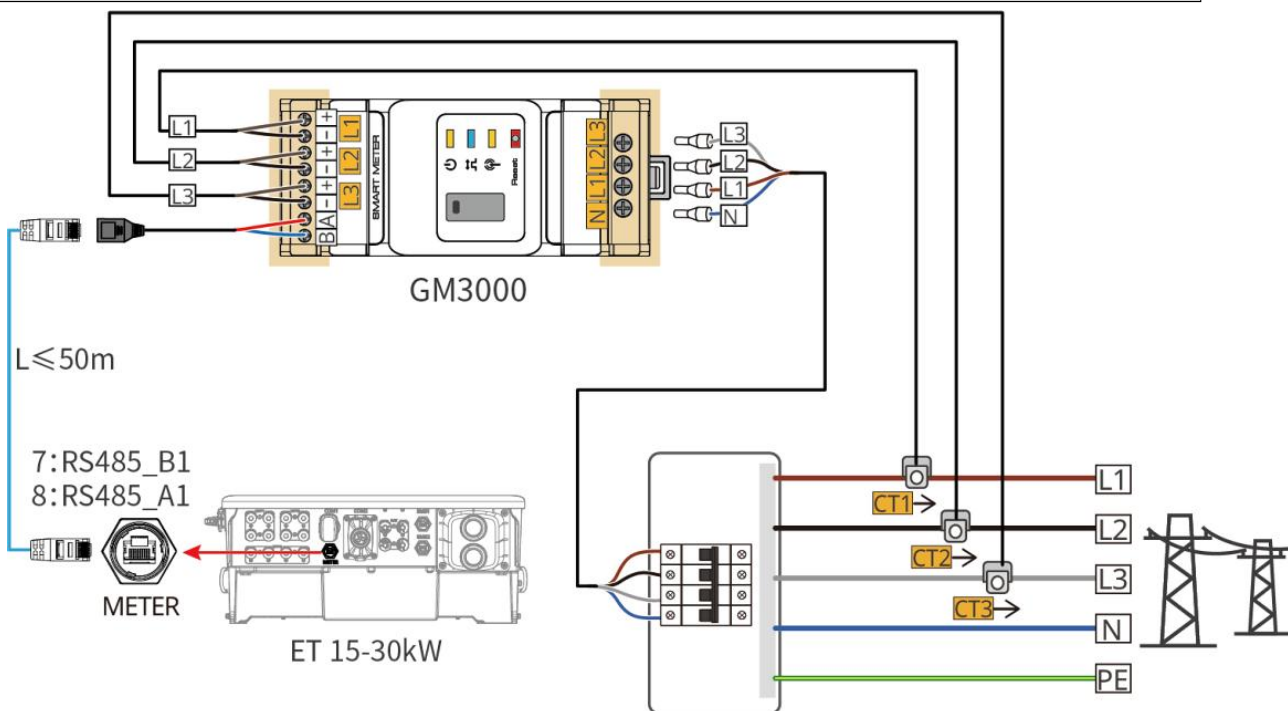 L1
L2
L3
+
-
+
-
+
-
A
B
L1
L2
L3
SMART METER
Reset
L3
L2
L1
N
L3
L2
L1
N
GM3000
L≤50m
7:RS485_B1
8:RS485_A1
METER
METER
ET 15-30kW
CT1
CT2
CT3
L1
L2
L3
N
PE